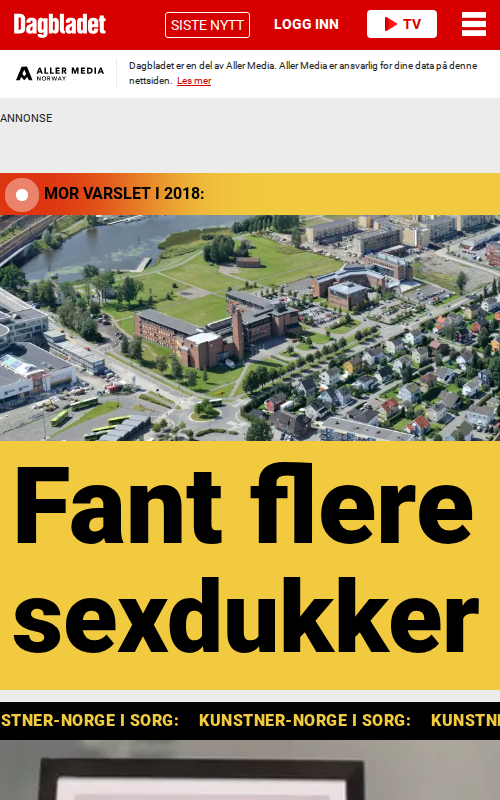 Dagbladet
SISTE NYTT
LOGG INN
TV
ALLER MEDIA
NORWAY
Dagbladet er en del av Aller Media. Aller Media er ansvarlig for dine data på denne
nettsiden. Les mer
ANNONSE
MOR VARSLET I 2018:
Fant flere
sexdukker
STNER-NORGE I SORG: KUNSTNER-NORGE I SORG: KUNSTN